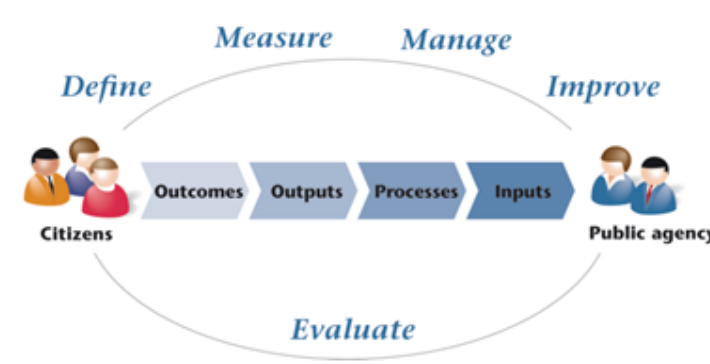 Measure
Manage
Define
Improve
Outcomes
Outputs
Processes
Inputs
Citizens
Public agency
Evaluate